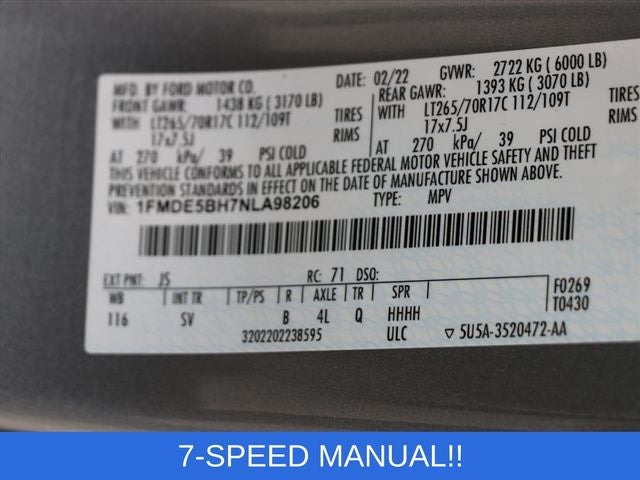 MFD. BY FORD MOTOR CO.
DATE: 02/22 GVWR: 2722 KG ( 6000 LB)
FRONT GAWR: 1438 KG ( 3170 LB)
REAR GAWR: 1393 KG ( 3070 LB)
WITH LT265/70R17C 112/109T TIRES
WITH LT265/70R17C 112/109T TIRES
17x7.5J RIMS
17x7.5J RIMS
AT 270 kPa/ 39 PSI COLD
AT 270 kPa/ 39 PSI COLD
THIS VEHICLE CONFORMS TO ALL APPLICABLE FEDERAL MOTOR VEHICLE SAFETY AND THEFT
PREVENTION STANDARDS IN EFFECT ON THE DATE OF MANUFACTURE SHOWN ABOVE.
VIN: 1FMDE5BH7NLA98206
TYPE: MPV
EXT PNT: JS RC: 71 DSO:
WB INT TR TP/PS R AXLE TR SPR
F0269
T0430
116 SV B 4L Q HHHH
3202202238595 ULC ▽ 5U5A-3520472-AA
7-SPEED MANUAL!!